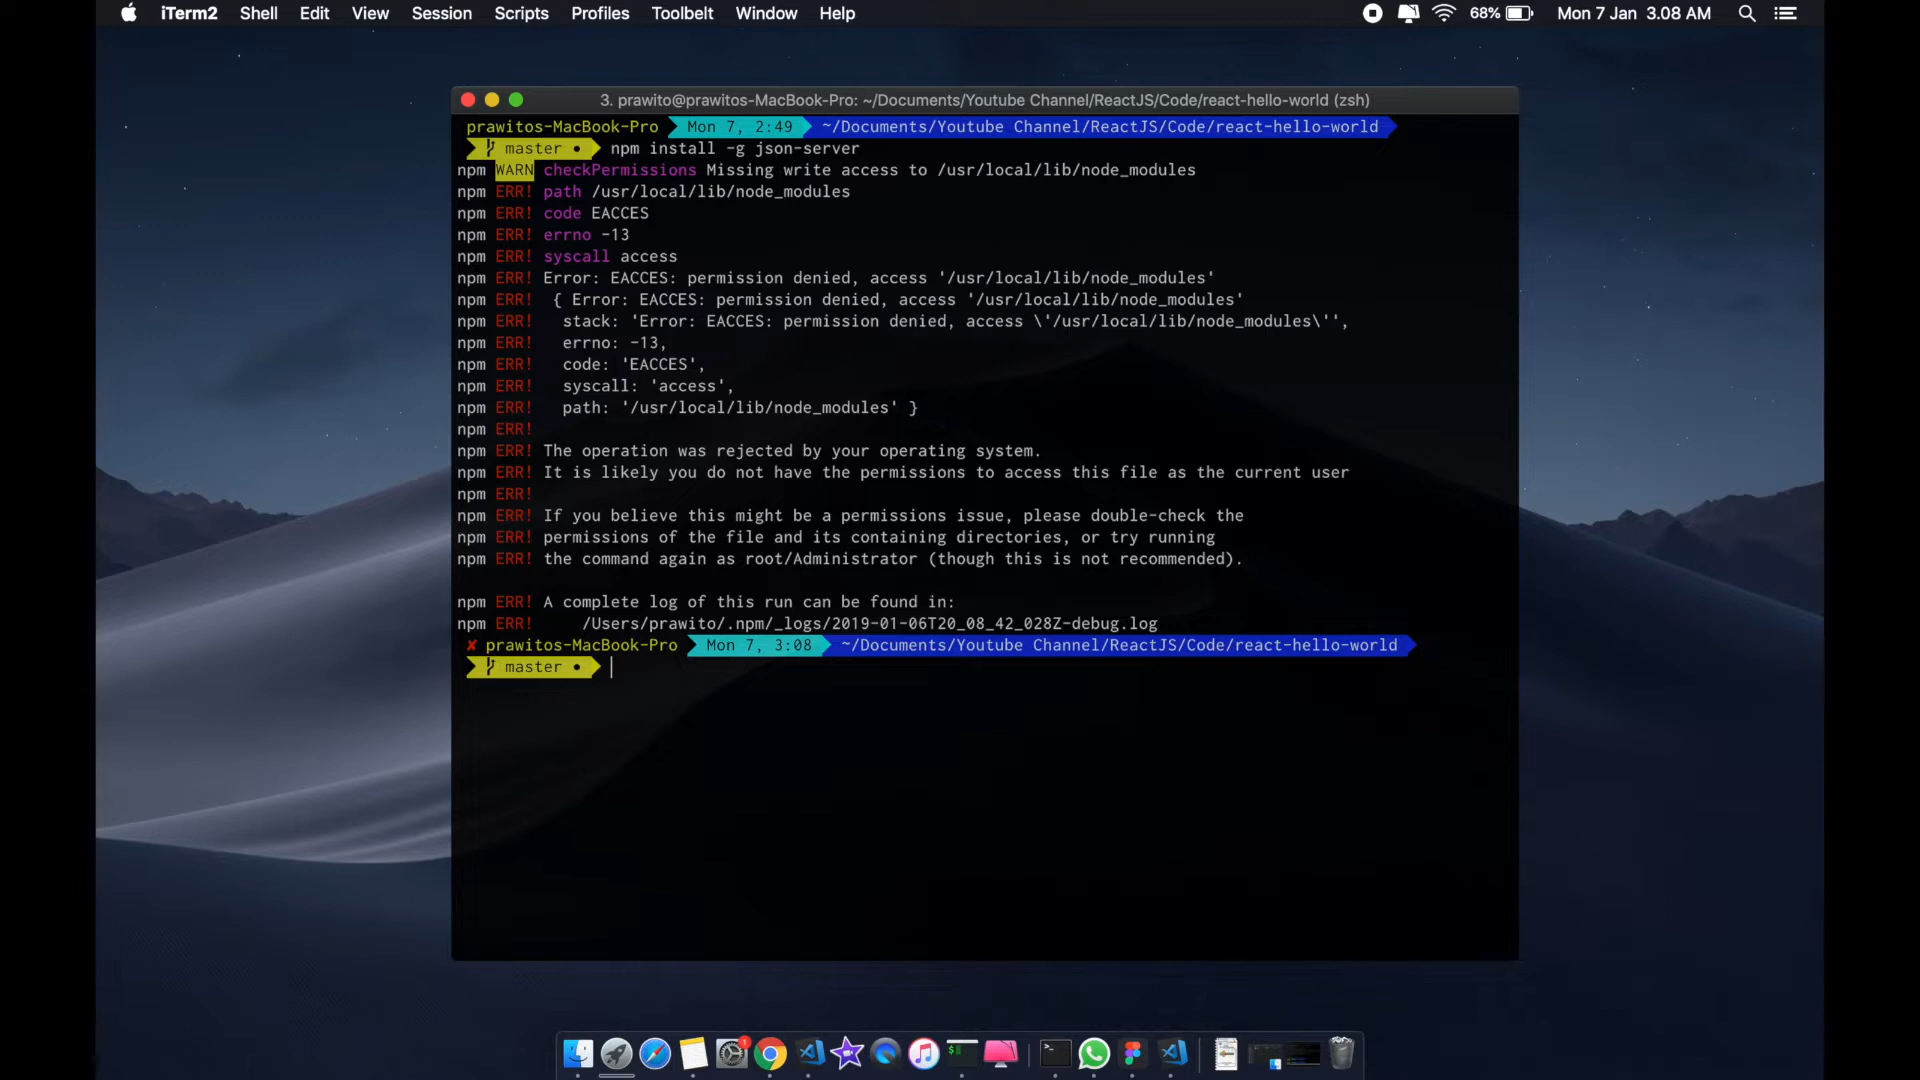 iTerm2 Shell Edit View Session Scripts Profiles Toolbelt Window Help 68% Mon 7 Jan 3.08 AM
3. prawito@prawitos-MacBook-Pro: ~/Documents/Youtube Channel/ReactJS/Code/react-hello-world (zsh)
prawitos-MacBook-Pro Mon 7, 2:49 ~/Documents/Youtube Channel/ReactJS/Code/react-hello-world
master • npm install -g json-server
npm WARN checkPermissions Missing write access to /usr/local/lib/node_modules
npm ERR! path /usr/local/lib/node_modules
npm ERR! code EACCES
npm ERR! errno -13
npm ERR! syscall access
npm ERR! Error: EACCES: permission denied, access '/usr/local/lib/node_modules'
npm ERR!  { Error: EACCES: permission denied, access '/usr/local/lib/node_modules'
npm ERR!   stack: 'Error: EACCES: permission denied, access \'/usr/local/lib/node_modules\'',
npm ERR!   errno: -13,
npm ERR!   code: 'EACCES',
npm ERR!   syscall: 'access',
npm ERR!   path: '/usr/local/lib/node_modules' }
npm ERR!
npm ERR! The operation was rejected by your operating system.
npm ERR! It is likely you do not have the permissions to access this file as the current user
npm ERR!
npm ERR! If you believe this might be a permissions issue, please double-check the
npm ERR! permissions of the file and its containing directories, or try running
npm ERR! the command again as root/Administrator (though this is not recommended).
npm ERR! A complete log of this run can be found in:
npm ERR!     /Users/prawito/.npm/_logs/2019-01-06T20_08_42_028Z-debug.log
✘ prawitos-MacBook-Pro Mon 7, 3:08 ~/Documents/Youtube Channel/ReactJS/Code/react-hello-world
master •
1